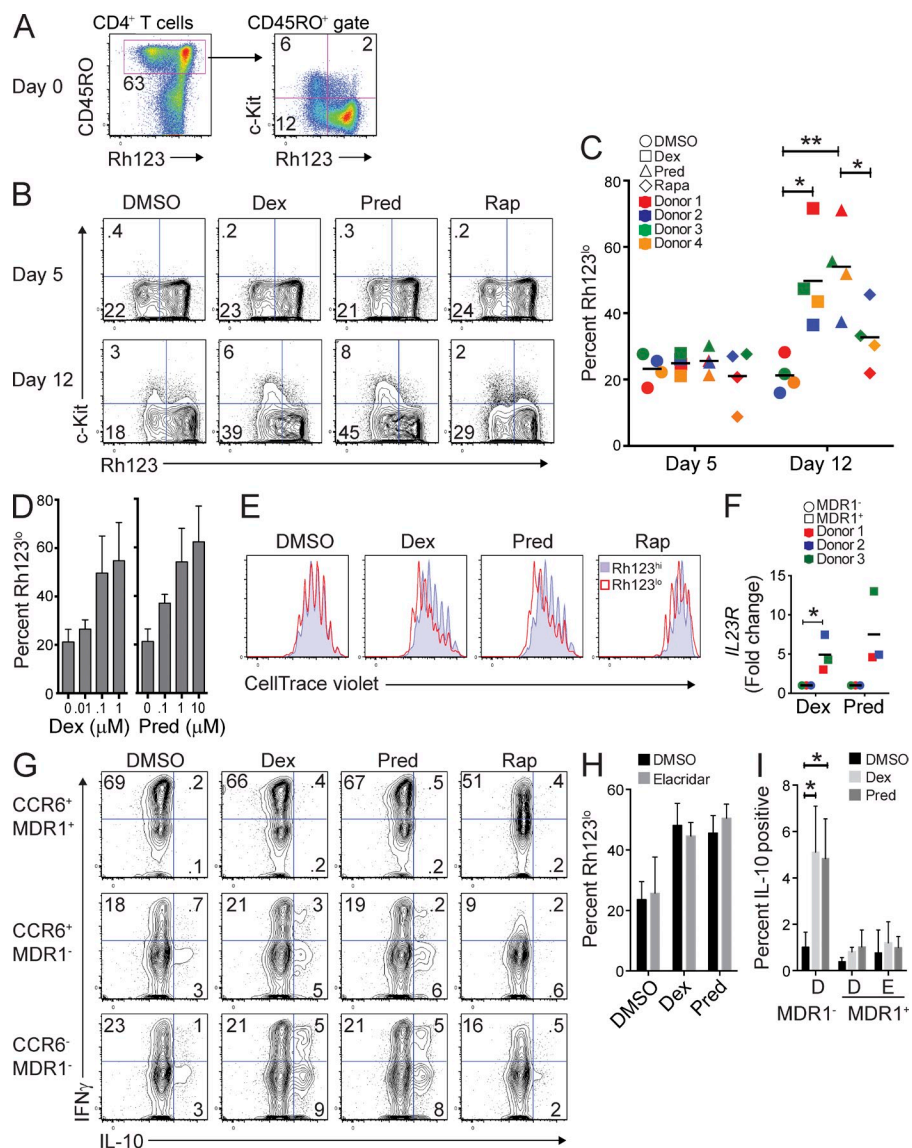 A
CD4+ T cells
CD45RO+ gate
Day 0
CD45RO
63
Rh123
6 2
c-Kit
12
Rh123
B
DMSO Dex Pred Rap
Day 5
.4 .2 .3 .2
22 23 21 24
Day 12
3 6 8 2
18 39 45 29
c-Kit
Rh123
C
DMSO
Dex
Pred
Rapa
Donor 1
Donor 2
Donor 3
Donor 4
**
* *
Percent Rh123lo
80
60
40
20
0
Day 5 Day 12
D
Percent Rh123lo
80
60
40
20
0
0 .01 .1 1
Dex (μM)
0 .1 1 10
Pred (μM)
E
DMSO Dex Pred Rap
Rh123hi
Rh123lo
CellTrace violet
F
MDR1-
MDR1+
Donor 1
Donor 2
Donor 3
IL23R
(Fold change)
20
15
10
5
0
*
Dex Pred
G
DMSO Dex Pred Rap
CCR6+
MDR1+
69 .2 66 .4 67 .5 51 .4
.1 .2 .2 .2
CCR6+
MDR1-
18 .7 21 3 19 .2 9 .2
3 5 6 .6
CCR6-
MDR1-
23 1 21 5 21 5 16 .5
3 9 8 2
IFNγ
IL-10
H
DMSO
Elacridar
Percent Rh123lo
80
60
40
20
0
DMSO Dex Pred
I
DMSO
Dex
Pred
*
*
Percent IL-10 positive
8
6
4
2
0
D D E
MDR1- MDR1+